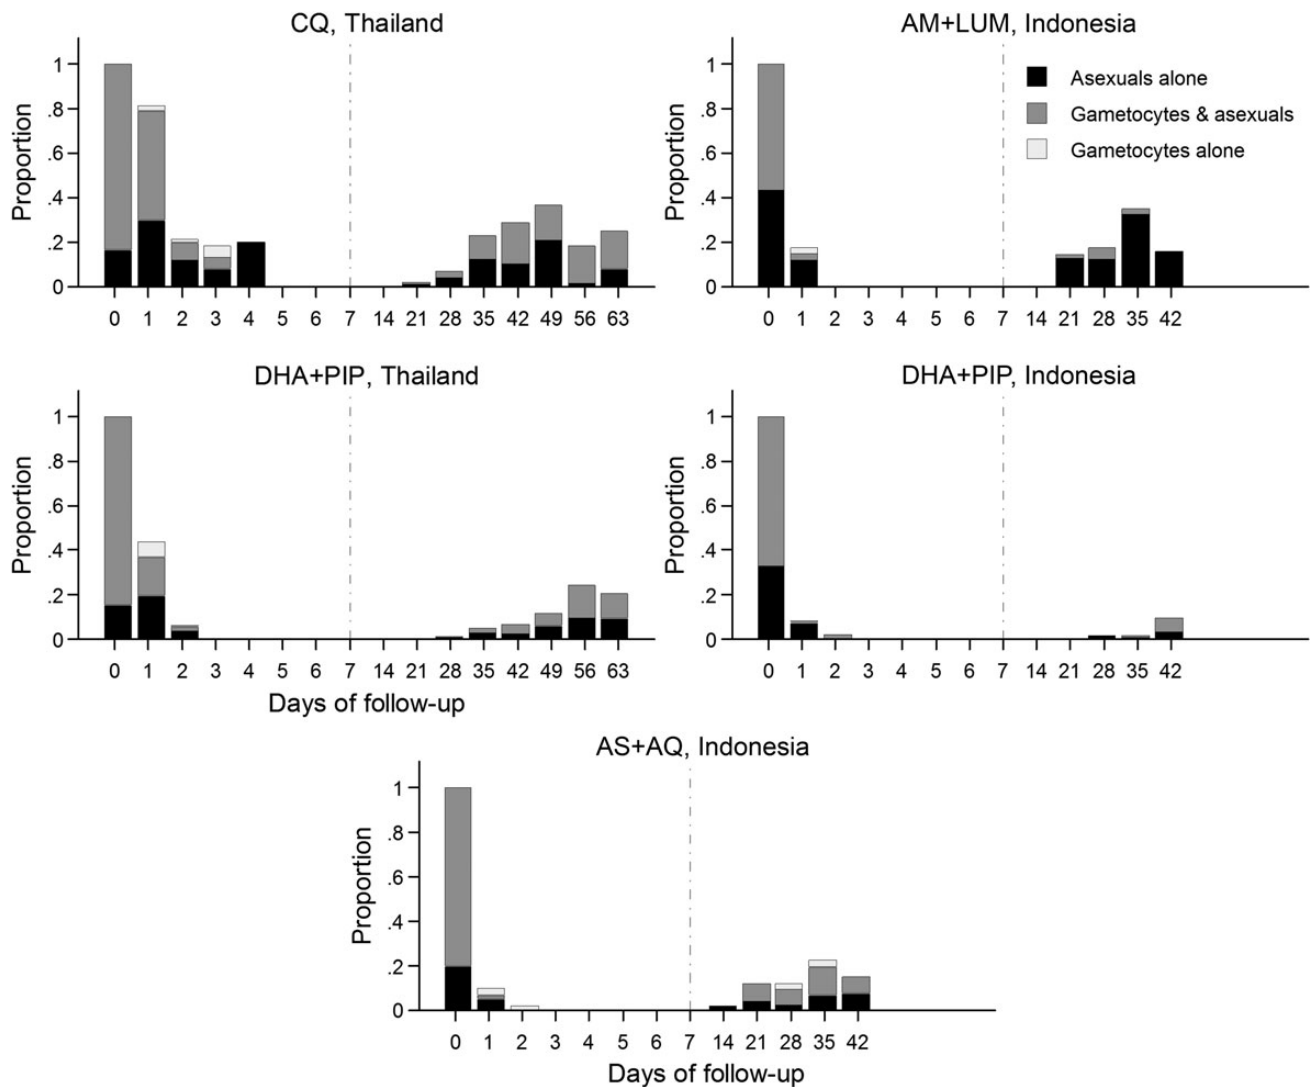 CQ, Thailand
Proportion
1
.8
.6
.4
.2
0
0 1 2 3 4 5 6 7 14 21 28 35 42 49 56 63
AM+LUM, Indonesia
Asexuals alone
Gametocytes & asexuals
Gametocytes alone
Proportion
1
.8
.6
.4
.2
0
0 1 2 3 4 5 6 7 14 21 28 35 42
DHA+PIP, Thailand
Proportion
1
.8
.6
.4
.2
0
0 1 2 3 4 5 6 7 14 21 28 35 42 49 56 63
Days of follow-up
DHA+PIP, Indonesia
Proportion
1
.8
.6
.4
.2
0
0 1 2 3 4 5 6 7 14 21 28 35 42
AS+AQ, Indonesia
Proportion
1
.8
.6
.4
.2
0
0 1 2 3 4 5 6 7 14 21 28 35 42
Days of follow-up